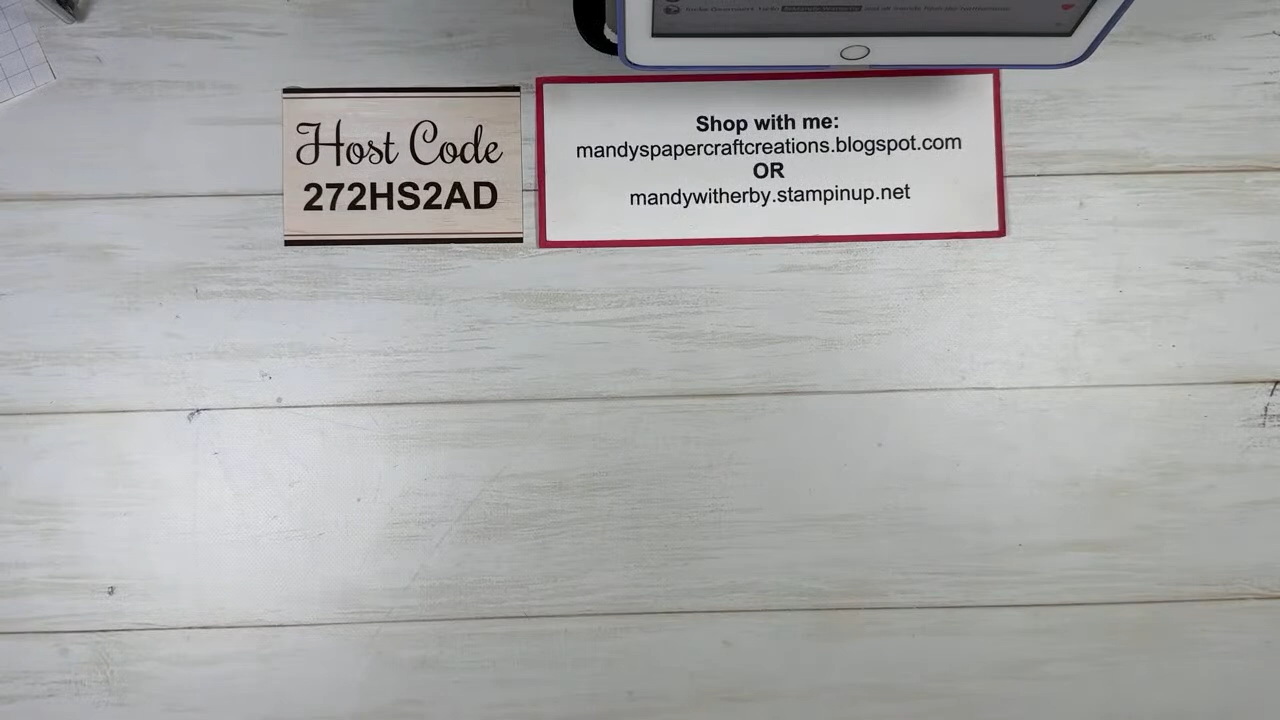 Host Code
272HS2AD
Shop with me:
mandyspapercraftcreations.blogspot.com
OR
mandywitherby.stampinup.net